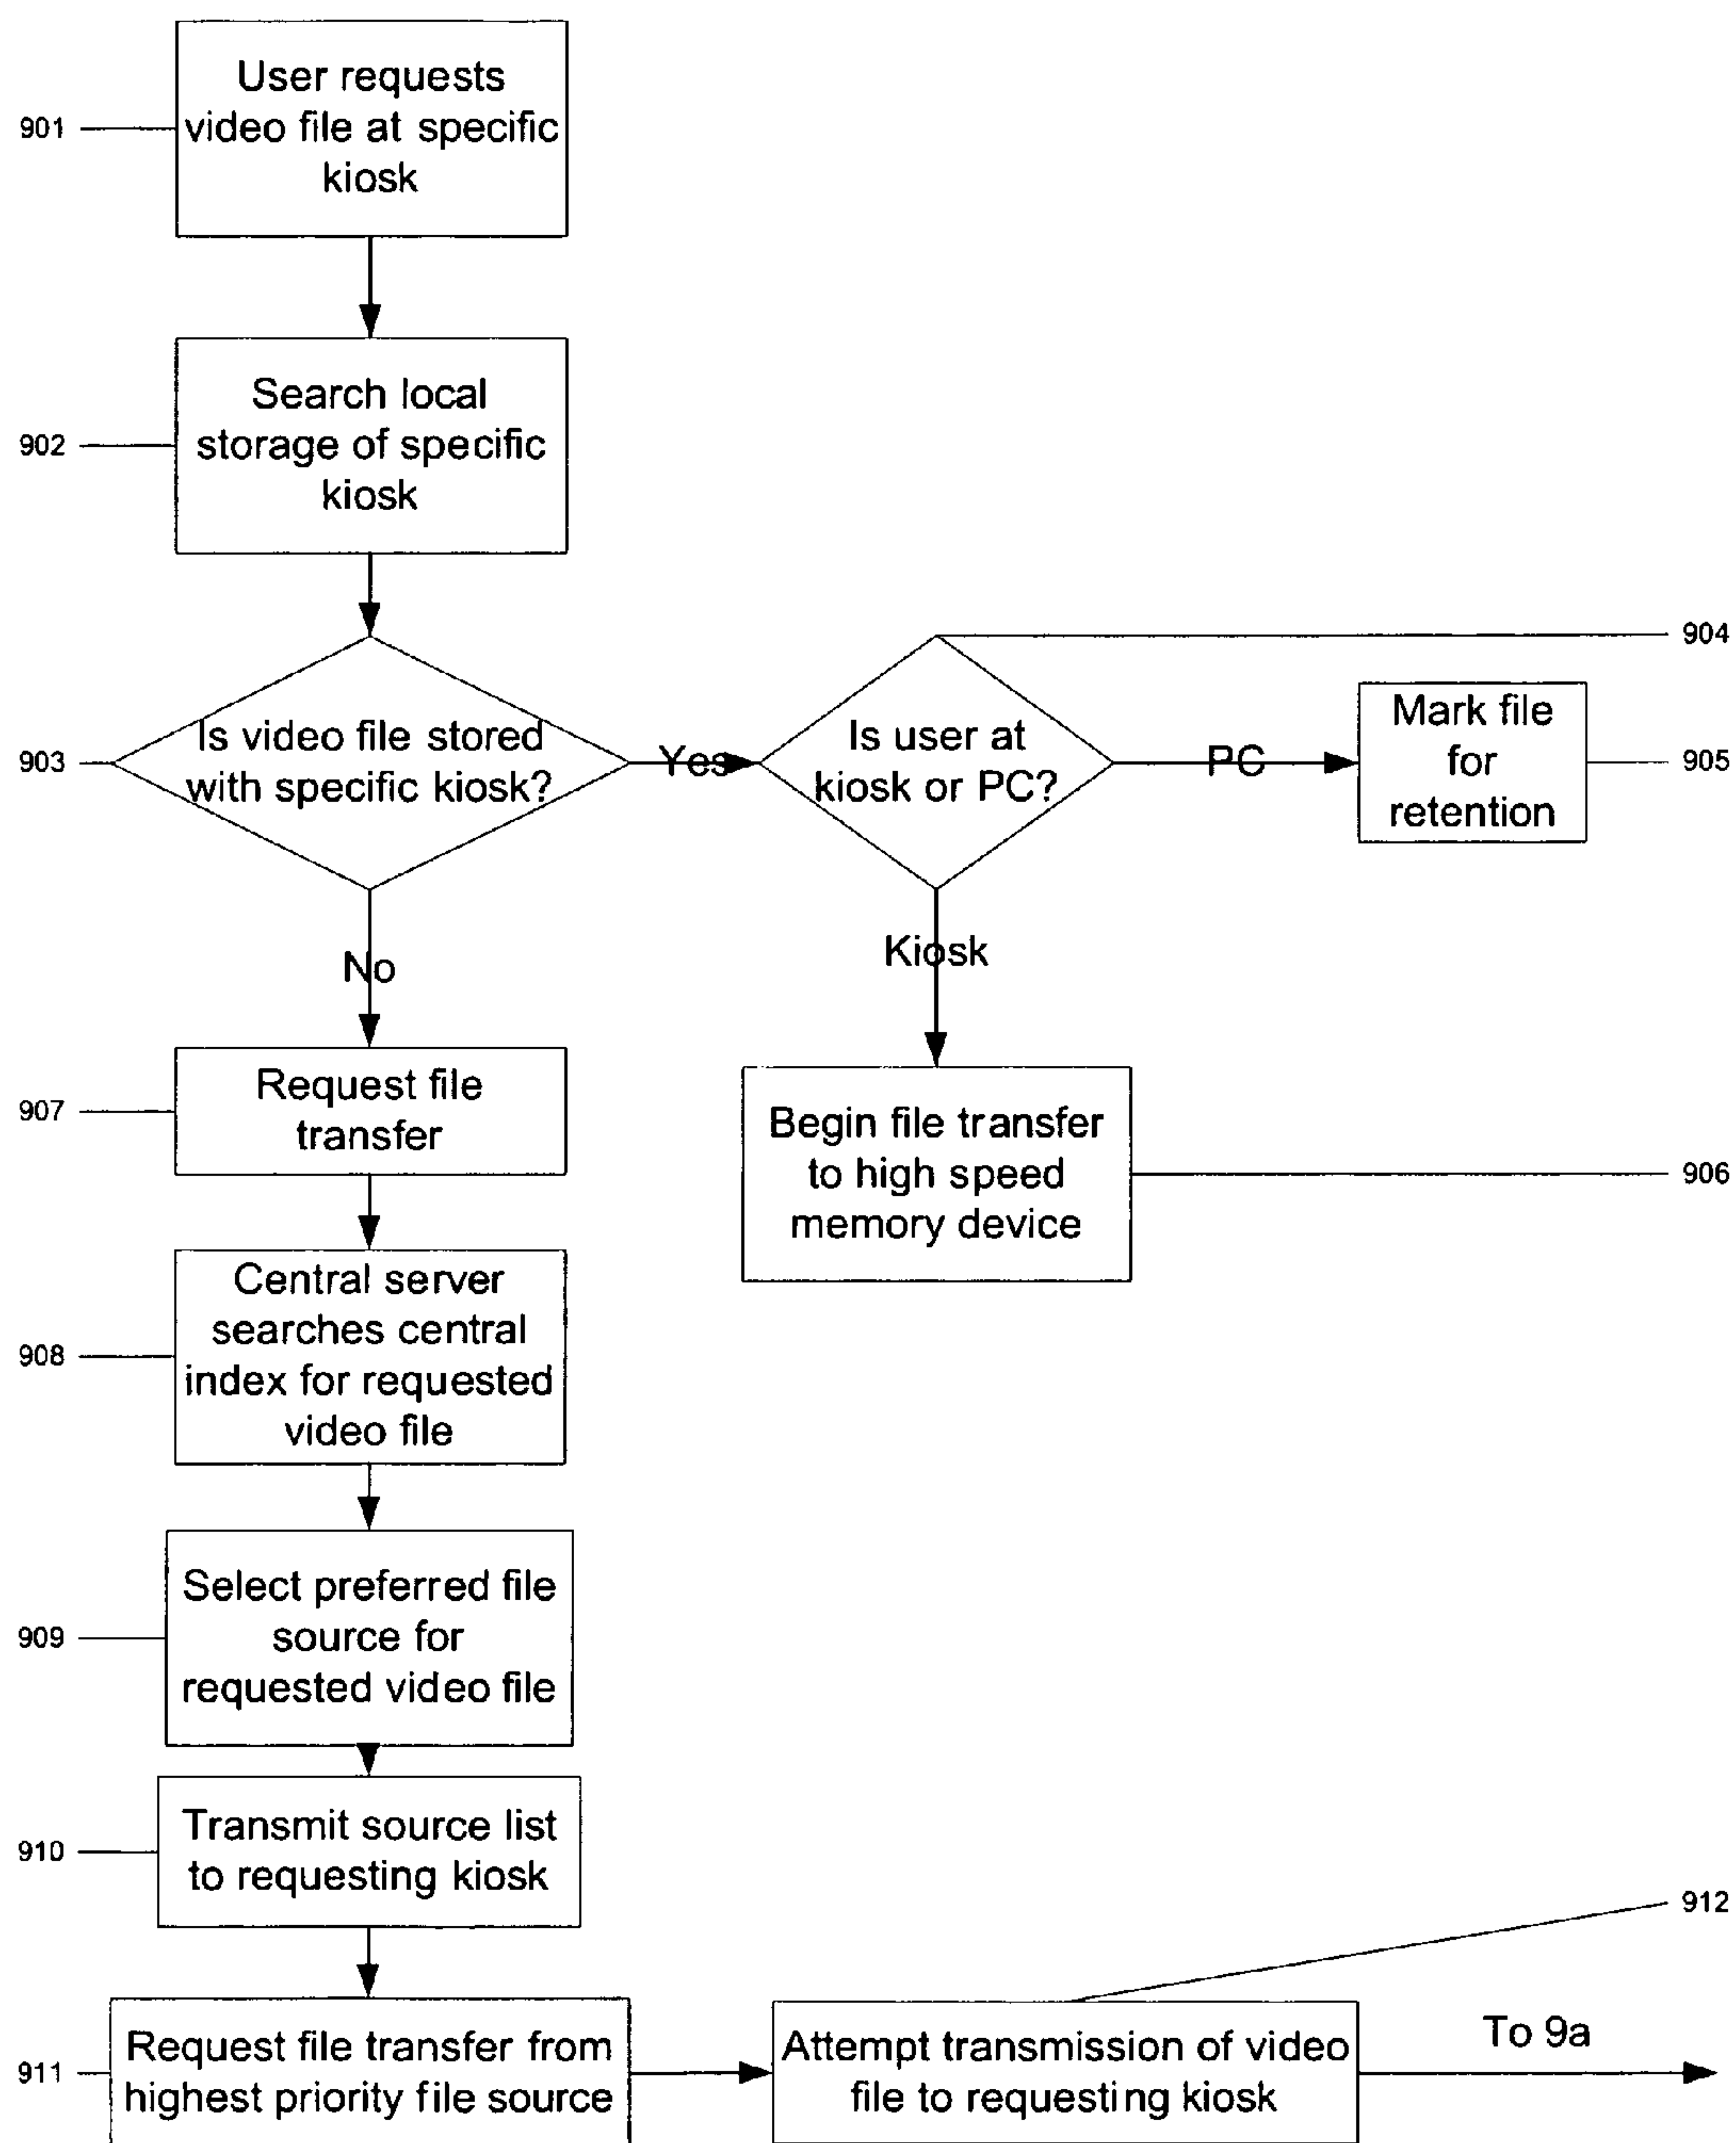 User requests
video file at specific
kiosk
901
Search local
storage of specific
kiosk
902
904
Is video file stored
with specific kiosk?
903
Yes
Is user at
kiosk or PC?
PC
Mark file
for
retention
905
No
Kiosk
Request file
transfer
907
Begin file transfer
to high speed
memory device
906
Central server
searches central
index for requested
video file
908
Select preferred file
source for
requested video file
909
Transmit source list
to requesting kiosk
910
912
Request file transfer from
highest priority file source
911
Attempt transmission of video
file to requesting kiosk
To 9a